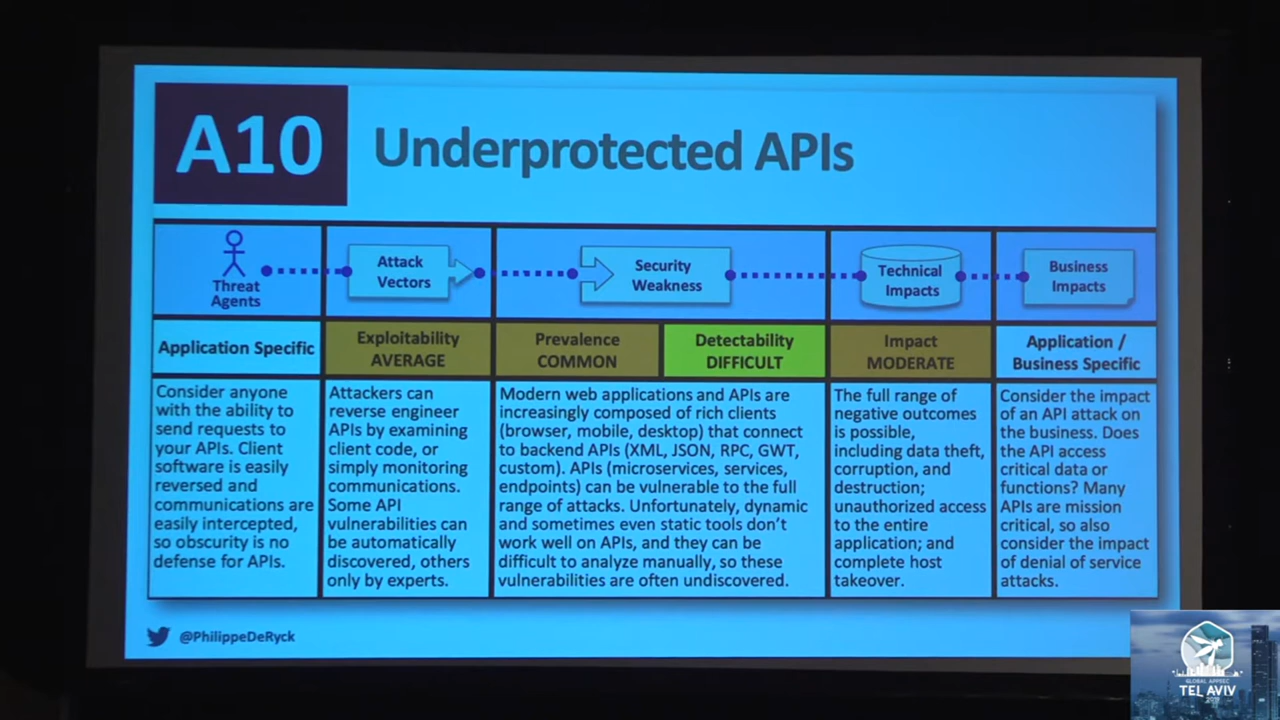 A10
Underprotected APIs
Threat
Agents
Attack
Vectors
Security
Weakness
Technical
Impacts
Business
Impacts
Application Specific
Exploitability
AVERAGE
Prevalence
COMMON
Detectability
DIFFICULT
Impact
MODERATE
Application /
Business Specific
Consider anyone
with the ability to
send requests to
your APIs. Client
software is easily
reversed and
communications are
easily intercepted,
so obscurity is no
defense for APIs.
Attackers can
reverse engineer
APIs by examining
client code, or
simply monitoring
communications.
Some API
vulnerabilities can
be automatically
discovered, others
only by experts.
Modern web applications and APIs are
increasingly composed of rich clients
(browser, mobile, desktop) that connect
to backend APIs (XML, JSON, RPC, GWT,
custom). APIs (microservices, services,
endpoints) can be vulnerable to the full
range of attacks. Unfortunately, dynamic
and sometimes even static tools don't
work well on APIs, and they can be
difficult to analyze manually, so these
vulnerabilities are often undiscovered.
The full range of
negative outcomes
is possible,
including data theft,
corruption, and
destruction;
unauthorized access
to the entire
application; and
complete host
takeover.
Consider the impact
of an API attack on
the business. Does
the API access
critical data or
functions? Many
APIs are mission
critical, so also
consider the impact
of denial of service
attacks.
@PhilippeDeRyck
GLOBAL APPSEC
TEL AVIV